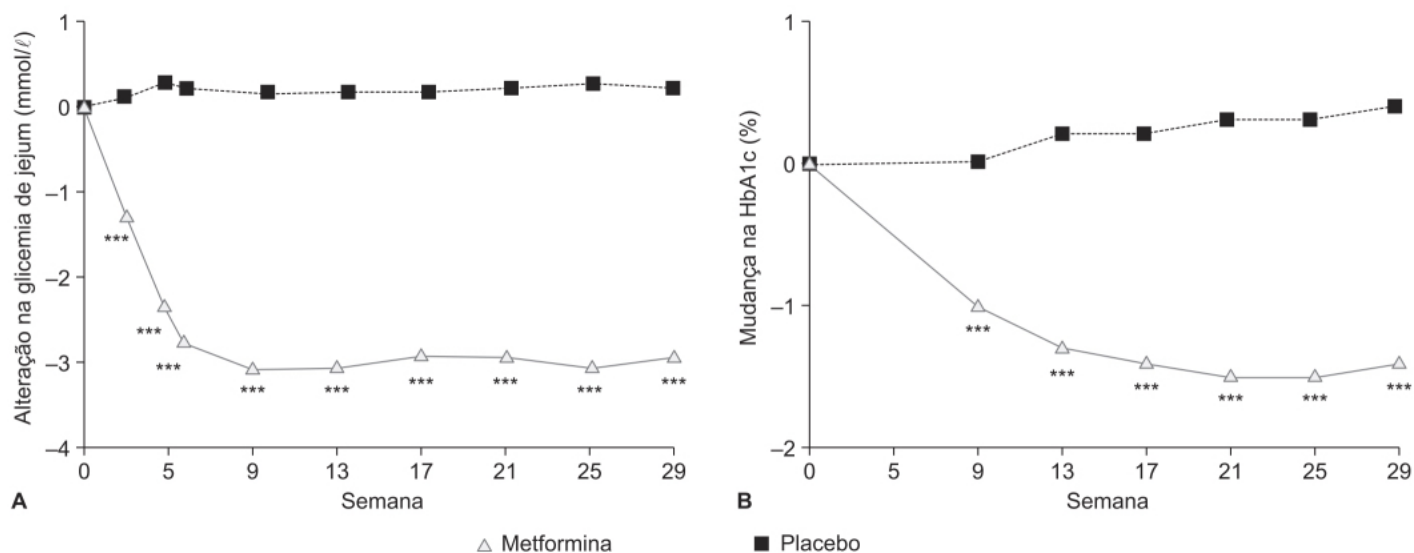 Alteração na glicemia de jejum (mmol/ℓ)
1
0
–1
–2
–3
–4
***
***
***
***
***
***
***
***
***
0 5 9 13 17 21 25 29
Semana
A
Mudança na HbA1c (%)
1
0
–1
–2
***
***
***
***
***
***
0 5 9 13 17 21 25 29
Semana
B
Metformina Placebo